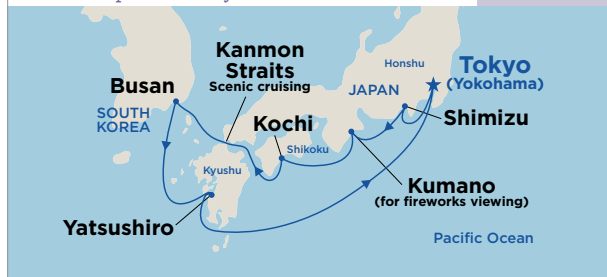 Kanmon
Straits
Scenic cruising
Honshu
Tokyo
(Yokohama)
Busan
JAPAN
SOUTH
KOREA
Kochi
Shimizu
Shikoku
Kyushu
Kumano
(for fireworks viewing)
Yatsushiro
Pacific Ocean